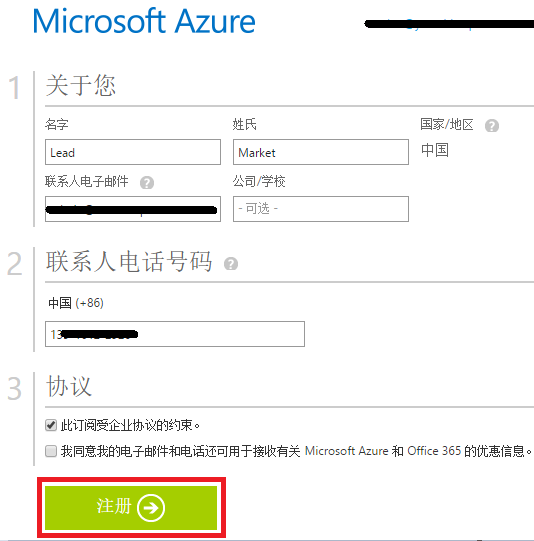 Microsoft Azure
1 关于您
名字 姓氏 国家/地区 ?
Lead Market 中国
联系人电子邮件 ? 公司/学校
- 可选 -
2 联系人电话号码 ?
中国 (+86)
3 协议
此订阅受企业协议的约束。
我同意我的电子邮件和电话还可用于接收有关 Microsoft Azure 和 Office 365 的优惠信息。
注册